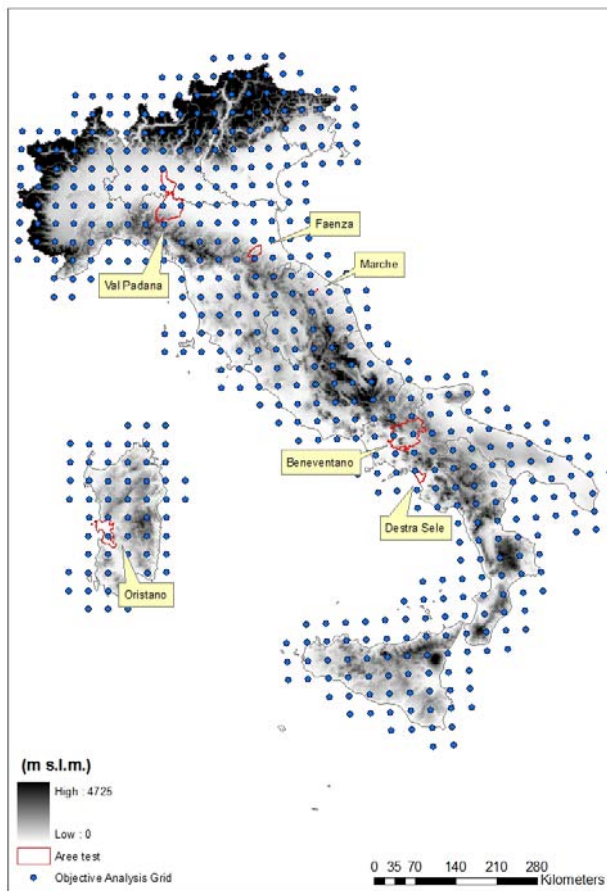 Faenza
Marche
Val Padana
Beneventano
Destra Sele
Oristano
(m s.l.m.)
High : 4725
Low : 0
Aree test
Objective Analysis Grid
0 35 70 140 210 280
Kilometers